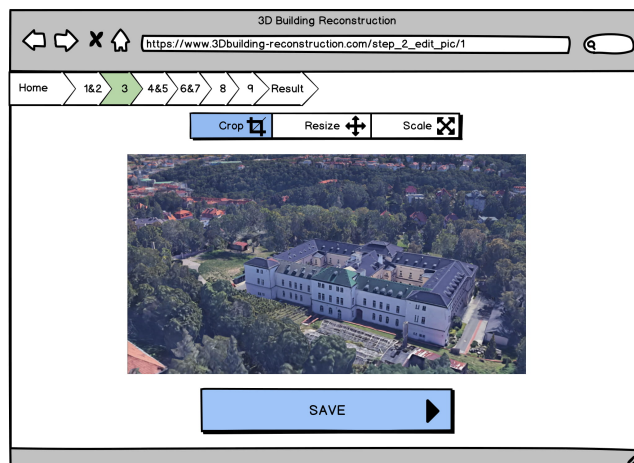 3D Building Reconstruction
https://www.3Dbuilding-reconstruction.com/step_2_edit_pic/1
Home 1&2 3 4&5 6&7 8 9 Result
Crop Resize Scale
SAVE